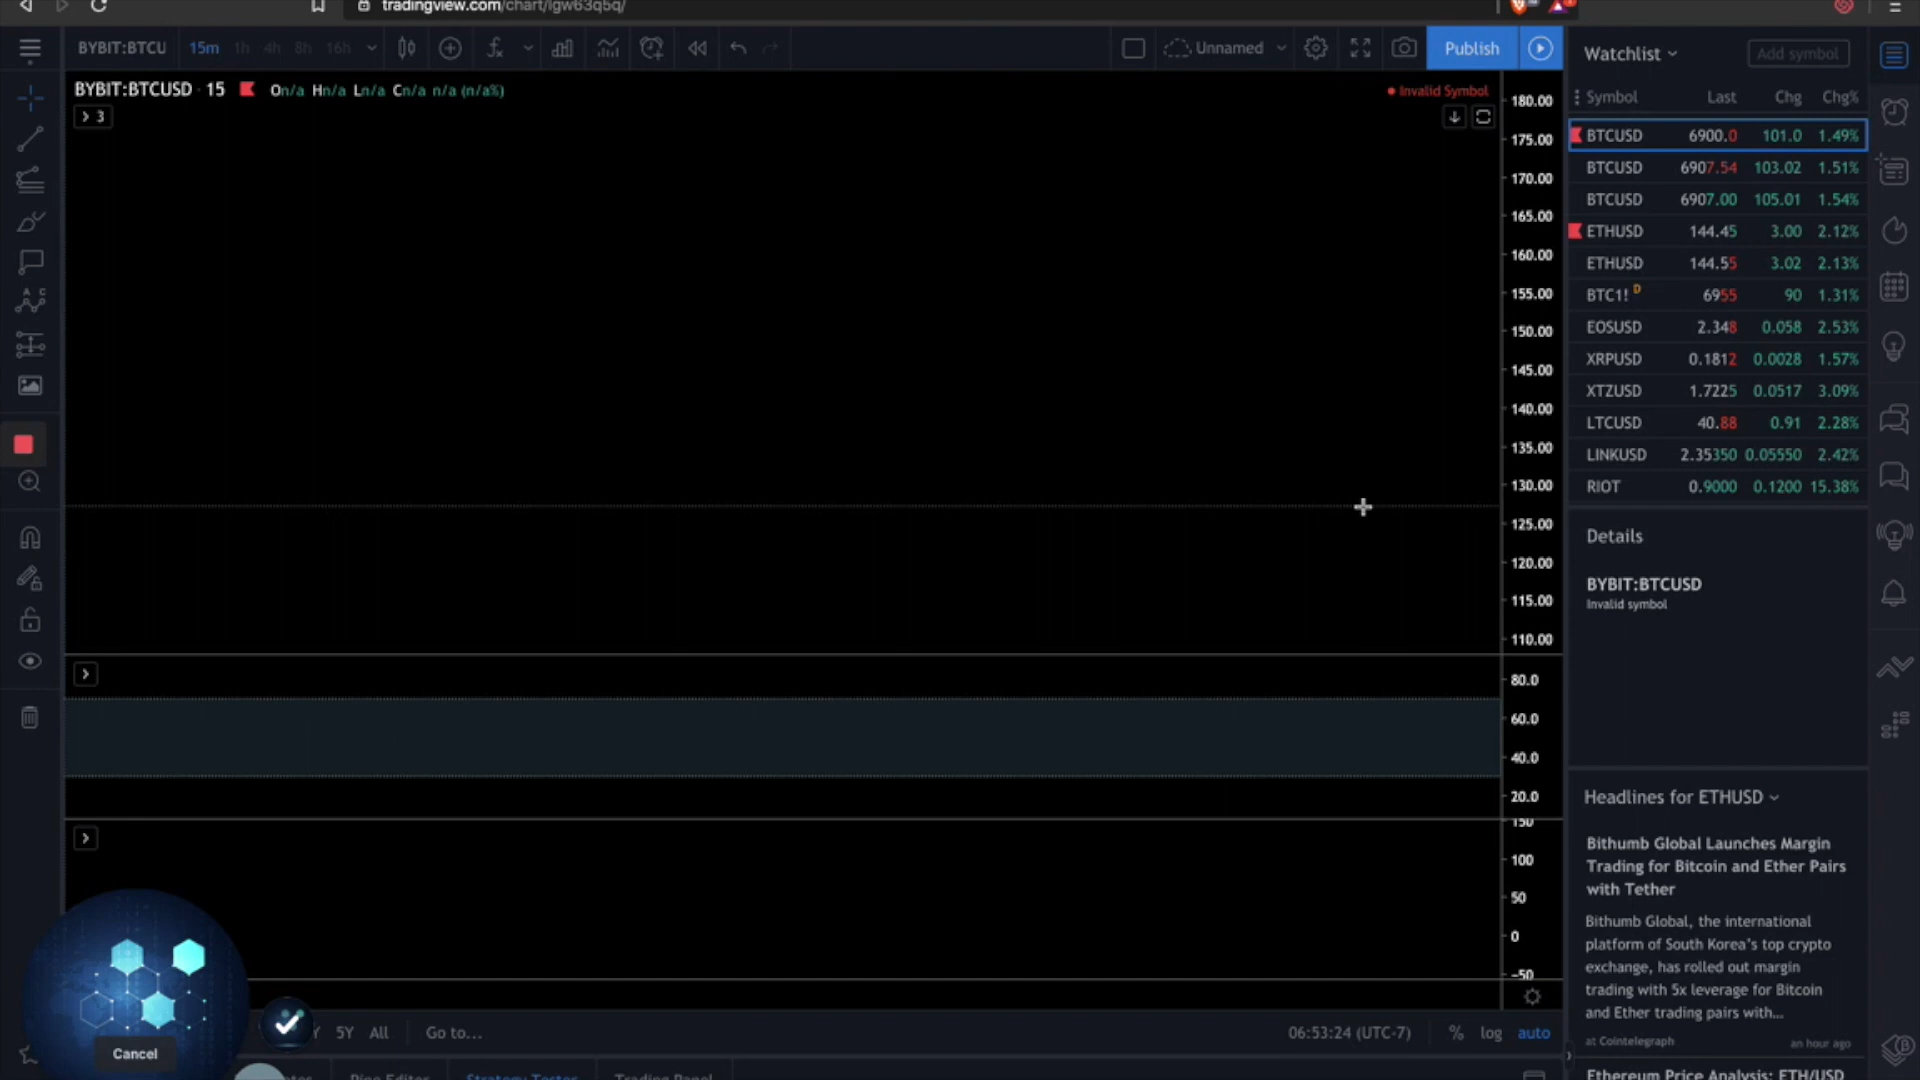 tradingview.com/chart/lgw63q5q/
BYBIT:BTCU 15m 1h 4h 8h 16h Unnamed Publish
Watchlist Add symbol
BYBIT:BTCUSD · 15 On/a Hn/a Ln/a Cn/a n/a (n/a%) Invalid Symbol
3
Symbol Last Chg Chg%
BTCUSD 6900.0 101.0 1.49%
BTCUSD 6907.54 103.02 1.51%
BTCUSD 6907.00 105.01 1.54%
ETHUSD 144.45 3.00 2.12%
ETHUSD 144.55 3.02 2.13%
BTC1! D 6955 90 1.31%
EOSUSD 2.348 0.058 2.53%
XRPUSD 0.1812 0.0028 1.57%
XTZUSD 1.7225 0.0517 3.09%
LTCUSD 40.88 0.91 2.28%
LINKUSD 2.35350 0.05550 2.42%
RIOT 0.9000 0.1200 15.38%
180.00
175.00
170.00
165.00
160.00
155.00
150.00
145.00
140.00
135.00
130.00
125.00
120.00
115.00
110.00
80.0
60.0
40.0
20.0
150
100
50
0
-50
Details
BYBIT:BTCUSD
Invalid symbol
Headlines for ETHUSD
Bithumb Global Launches Margin
Trading for Bitcoin and Ether Pairs
with Tether
Bithumb Global, the international
platform of South Korea's top crypto
exchange, has rolled out margin
trading with 5x leverage for Bitcoin
and Ether trading pairs with...
at Cointelegraph an hour ago
Ethereum Price Analysis: ETH/USD
Cancel
5Y All Go to... 06:53:24 (UTC-7) % log auto
Pine Editor Strategy Tester Trading Panel